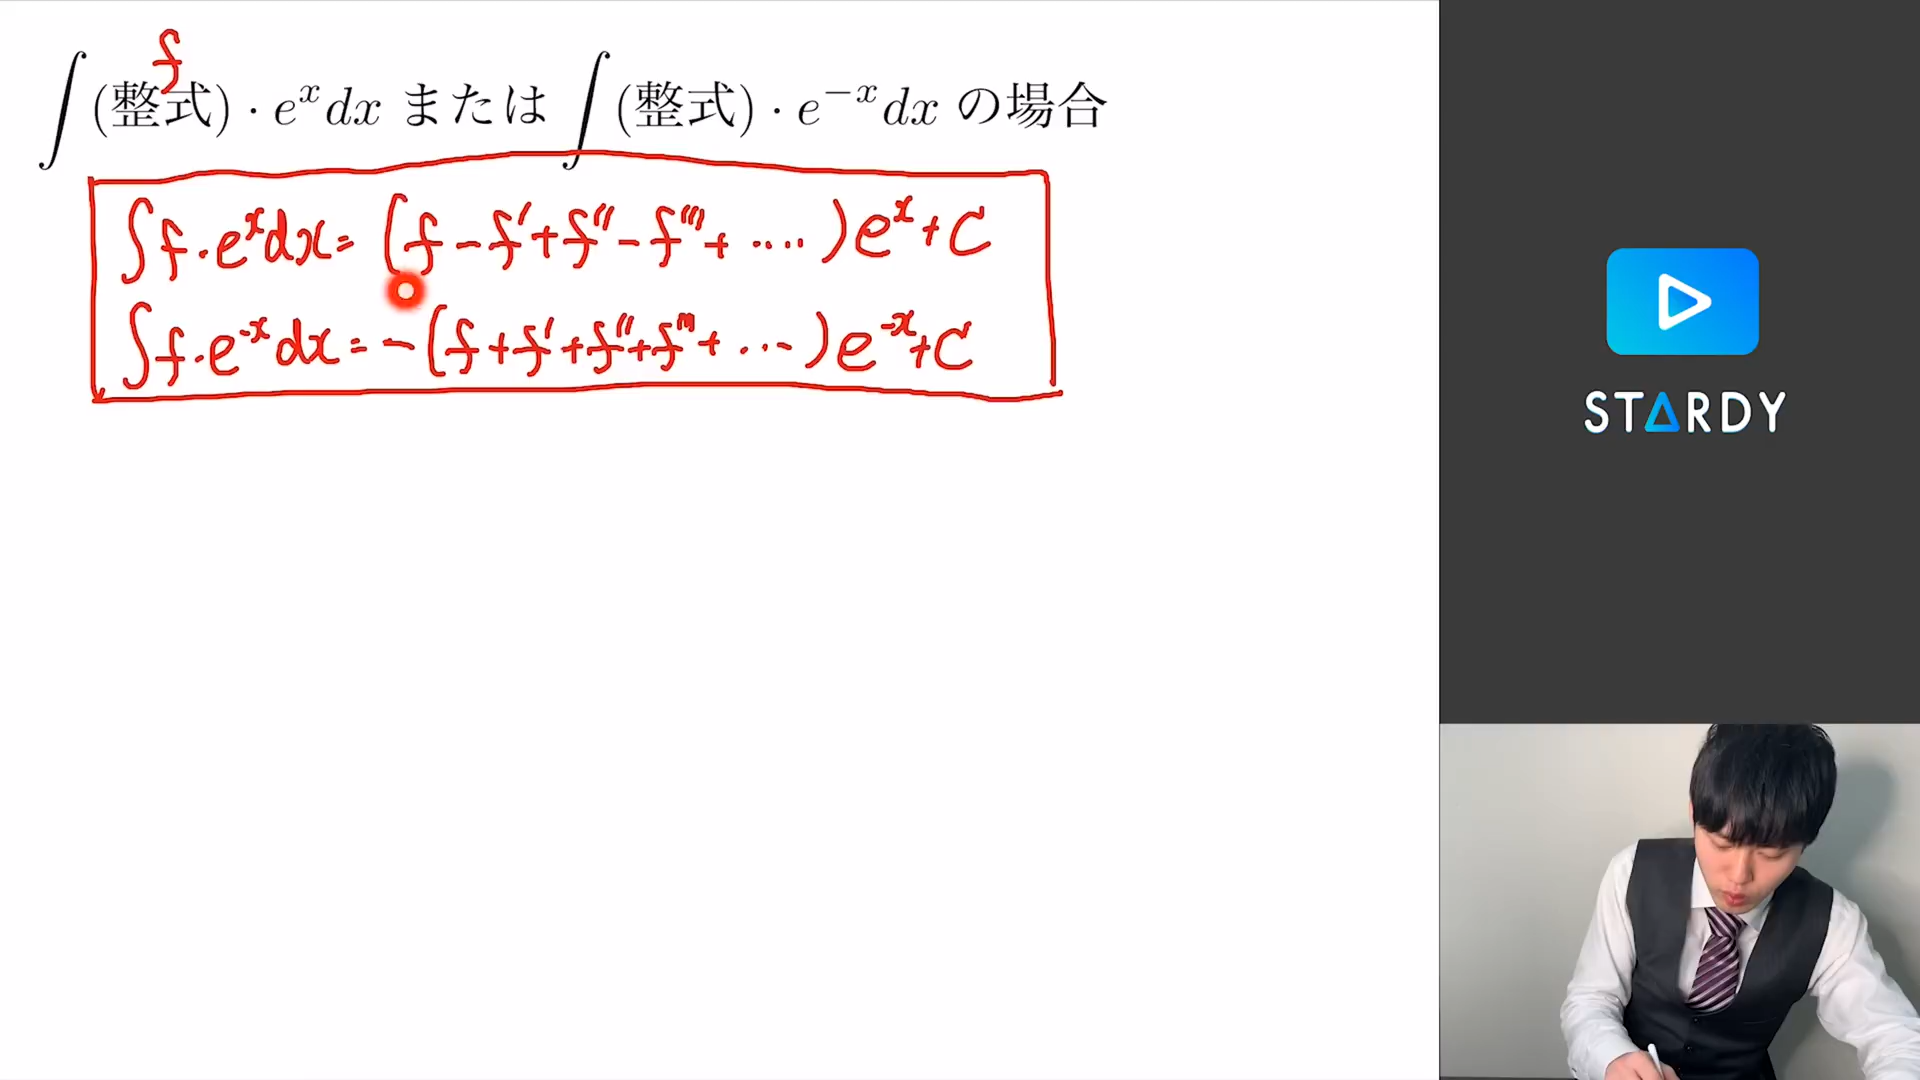 f
∫(整式)・e^x dx または ∫(整式)・e^{-x} dx の場合
∫f・e^x dx = (f - f' + f'' - f''' + ‥‥)e^x + C
∫f・e^{-x} dx = -(f + f' + f'' + f''' + ‥‥)e^{-x} + C
STARDY